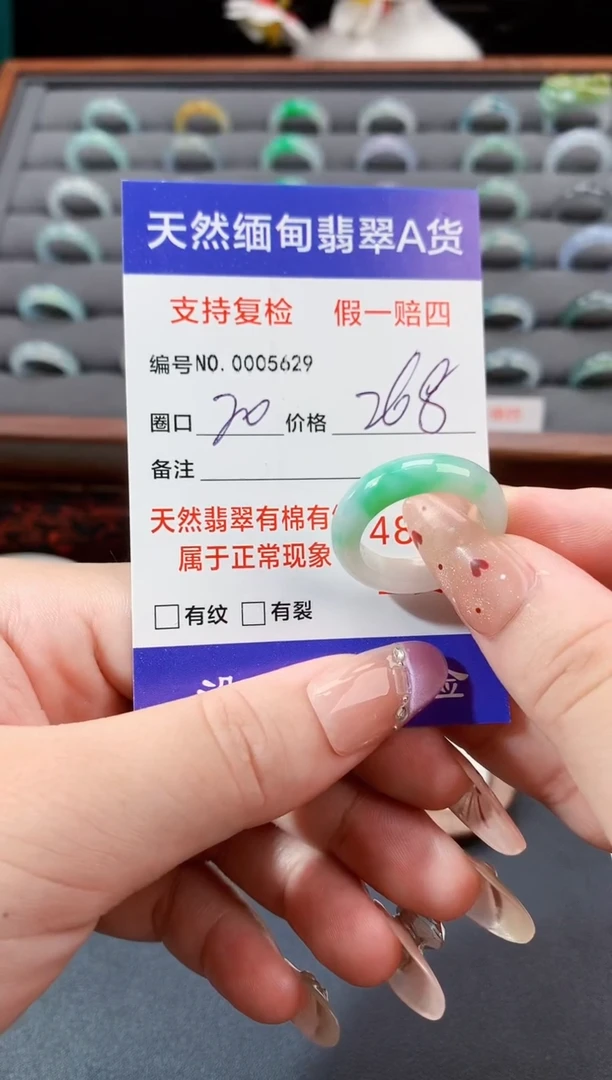 天然缅甸翡翠A货
支持复检 假一赔四
编号NO.0005629
圈口 20 价格 268
备注
天然翡翠有棉有
属于正常现象
48
有纹 有裂